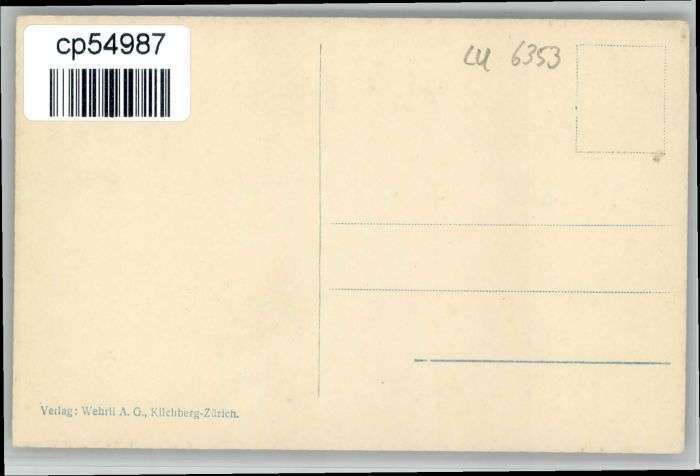 cp54987
LU 6353
Verlag: Wehrli A. G., Kilchberg-Zürich.